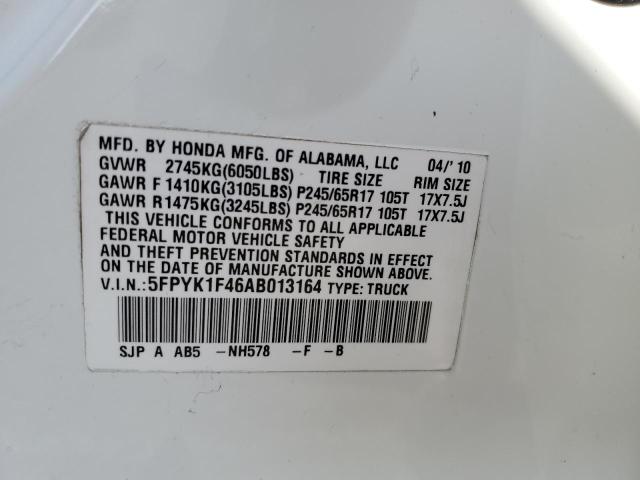 MFD. BY HONDA MFG. OF ALABAMA, LLC 04/'10
GVWR 2745KG(6050LBS) TIRE SIZE RIM SIZE
GAWR F 1410KG(3105LBS) P245/65R17 105T 17X7.5J
GAWR R1475KG(3245LBS) P245/65R17 105T 17X7.5J
THIS VEHICLE CONFORMS TO ALL APPLICABLE
FEDERAL MOTOR VEHICLE SAFETY
AND THEFT PREVENTION STANDARDS IN EFFECT
ON THE DATE OF MANUFACTURE SHOWN ABOVE.
V.I.N.:5FPYK1F46AB013164 TYPE: TRUCK
SJP A AB5 -NH578 -F -B